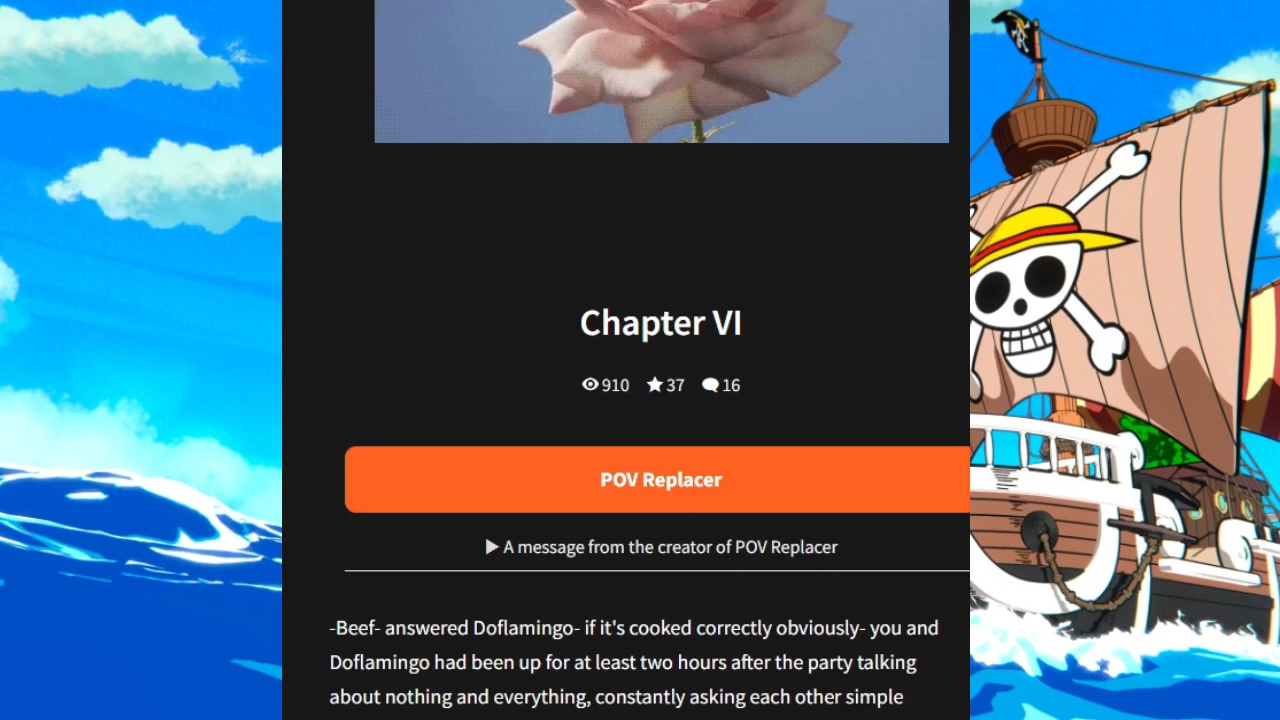 Chapter VI
910 37 16
POV Replacer
▶ A message from the creator of POV Replacer
-Beef- answered Doflamingo- if it's cooked correctly obviously- you and
Doflamingo had been up for at least two hours after the party talking
about nothing and everything, constantly asking each other simple